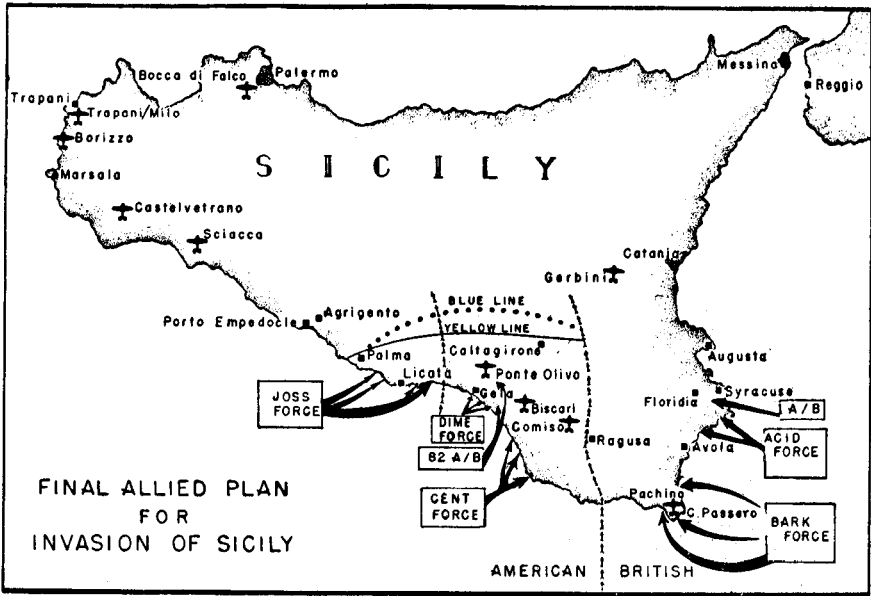 Bocca di
Falco
Palermo
Messina
Reggio
Trapani
Trapani/Milo
Borizzo
Marsala
SICILY
Castelvetrano
Sciacca
Catania
Gerbini
BLUE LINE
Agrigento
Porto Empedocle
YELLOW LINE
Caltagirone
Palma
Augusta
Licata
Ponte Olivo
JOSS
FORCE
Gela
Floridia
Syracuse
A/B
Biscari
DIME
FORCE
Comiso
82 A/B
Ragusa
Avola
ACID
FORCE
CENT
FORCE
Pachino
C. Passero
BARK
FORCE
FINAL ALLIED PLAN
FOR
INVASION OF SICILY
AMERICAN
BRITISH